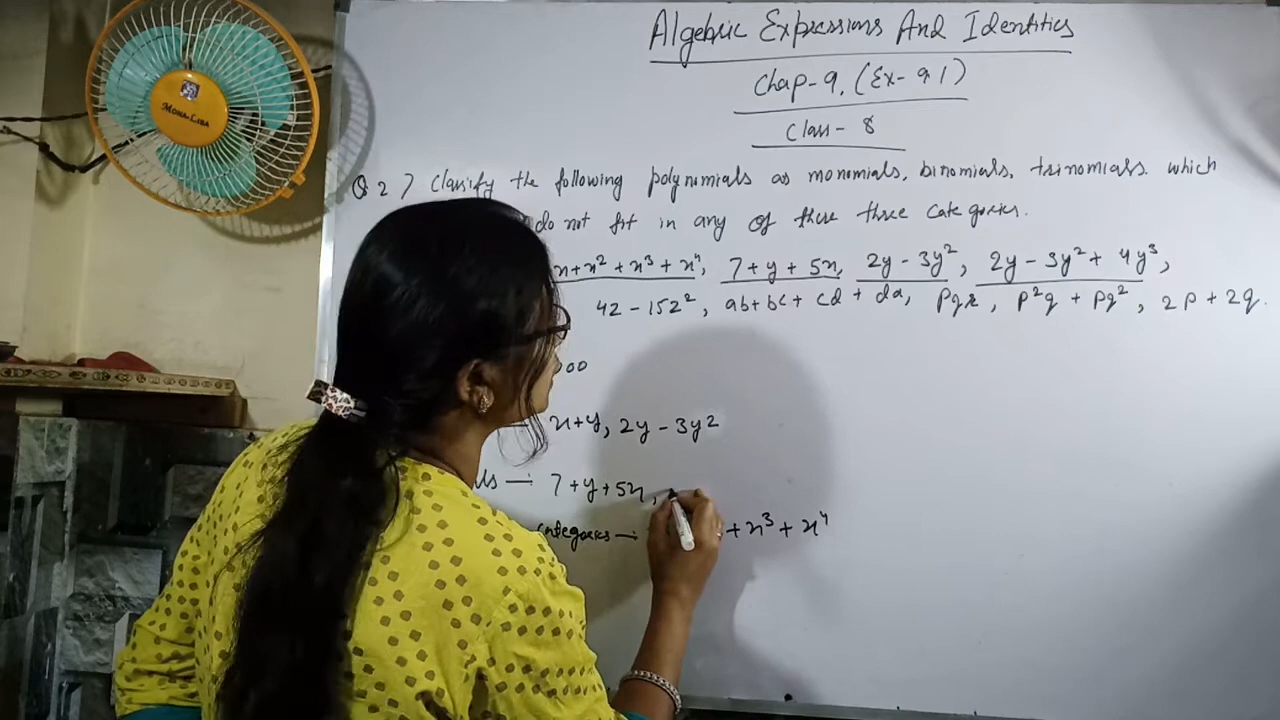 Algebric Expressions And Identities
Chap-9, (Ex-9.1)
Class- 8
Q 2 7 Classify the following polynomials as monomials, binomials, trinomials. which
do not fit in any of these three categories.
x+x² + x³ + x⁴, 7+y + 5x, 2y - 3y², 2y - 3y² + 4y³,
4z - 15z², ab+bc+ cd + da, pqr, p²q + pq², 2p + 2q.
000
x+y, 2y - 3y²
ls - 7+y+5x,
categories - +x³ + x⁴
MONA-LISA